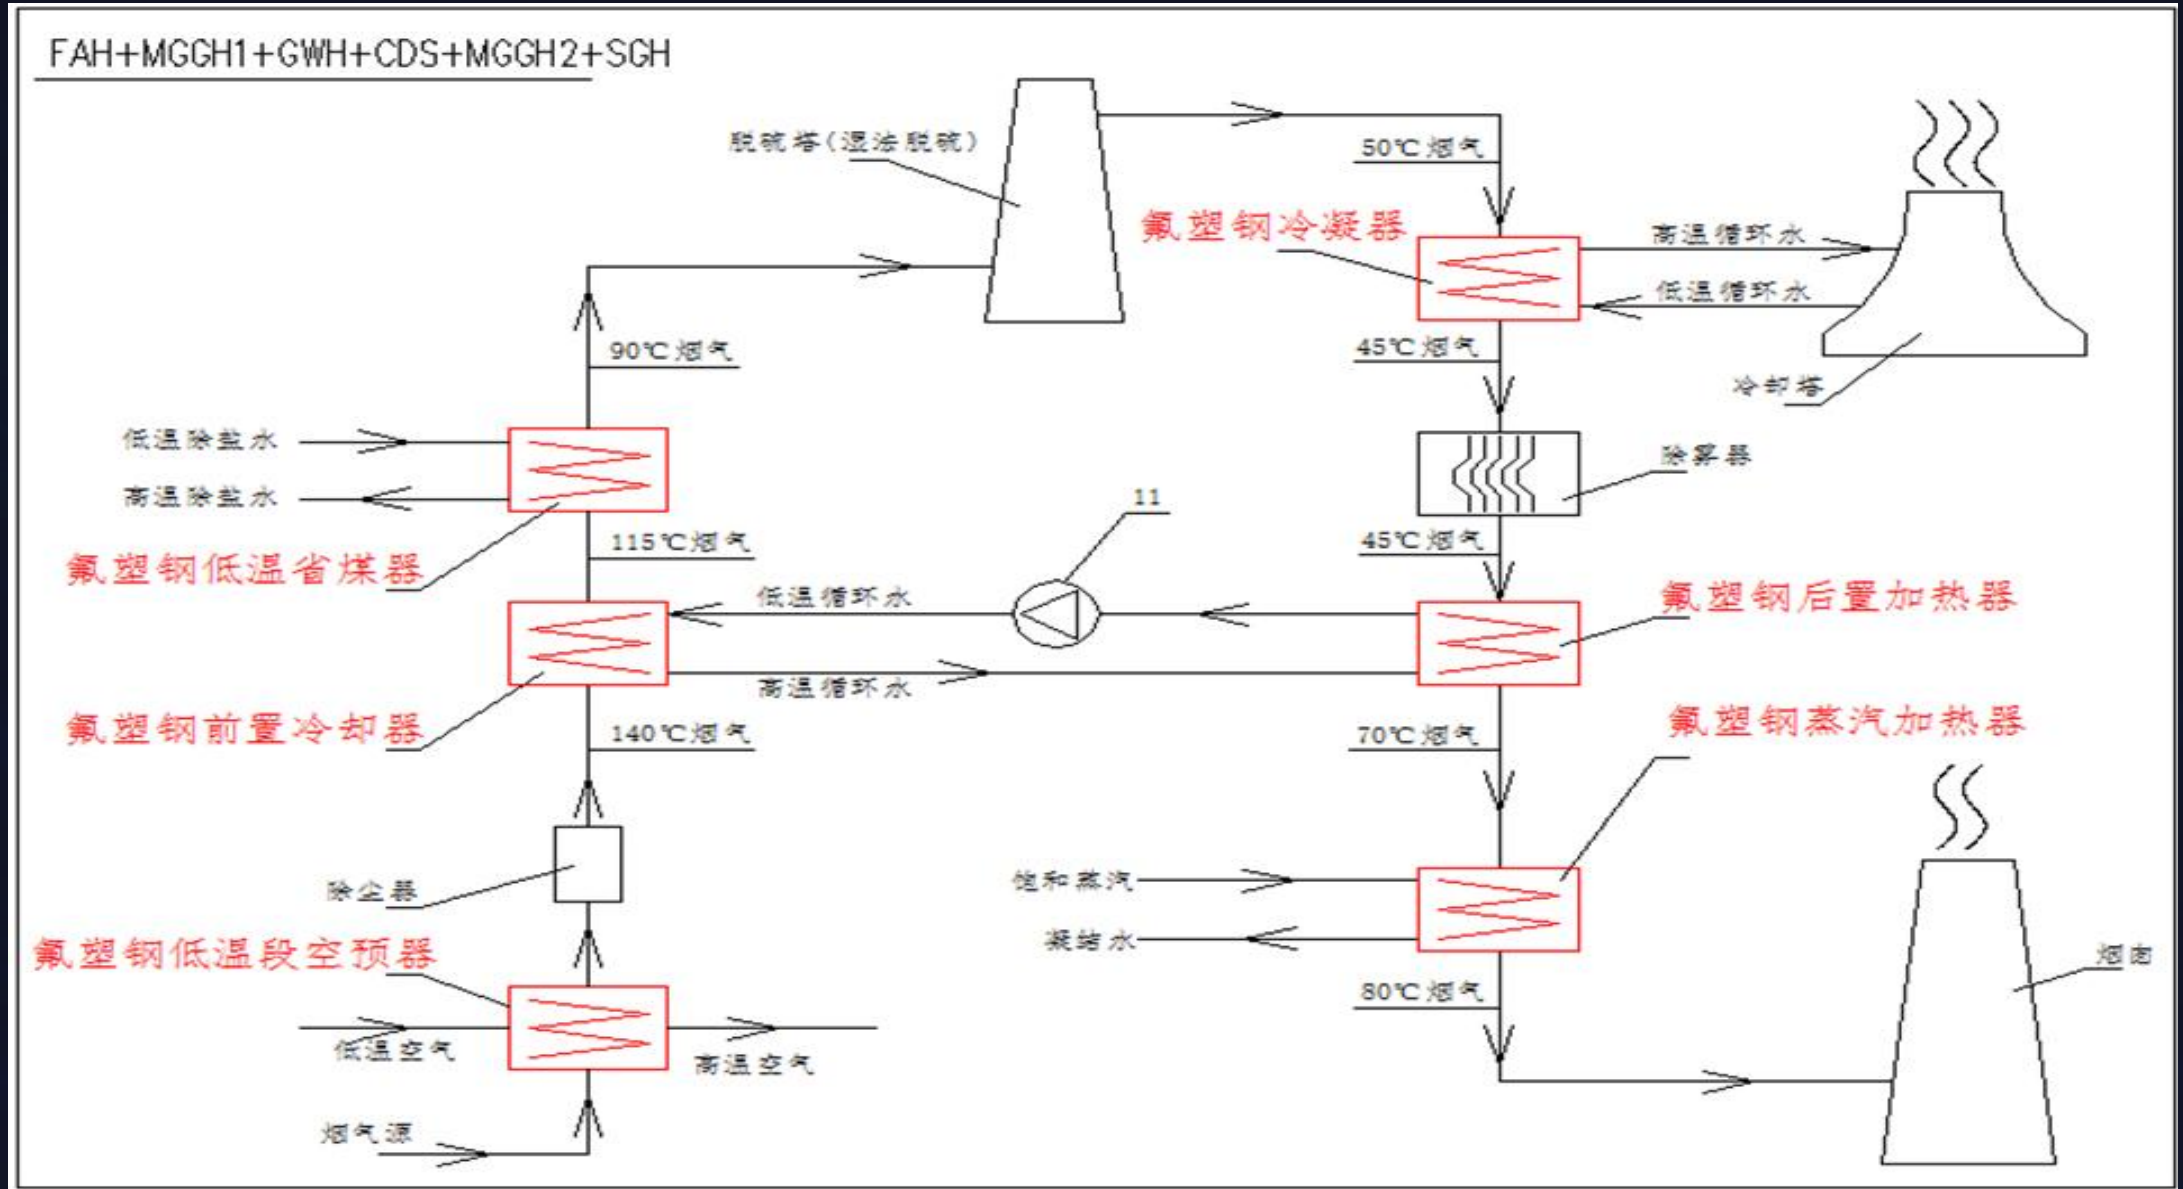 FAH+MGGH1+GWH+CDS+MGGH2+SGH
脱硫塔(湿法脱硫)
50℃烟气
氟塑钢冷凝器
高温循环水
低温循环水
90℃烟气
45℃烟气
冷却塔
低温除盐水
高温除盐水
除雾器
11
115℃烟气
45℃烟气
氟塑钢低温省煤器
低温循环水
氟塑钢后置加热器
高温循环水
氟塑钢前置冷却器
140℃烟气
70℃烟气
氟塑钢蒸汽加热器
除尘器
饱和蒸汽
凝结水
氟塑钢低温段空预器
烟囱
80℃烟气
低温空气
高温空气
烟气源